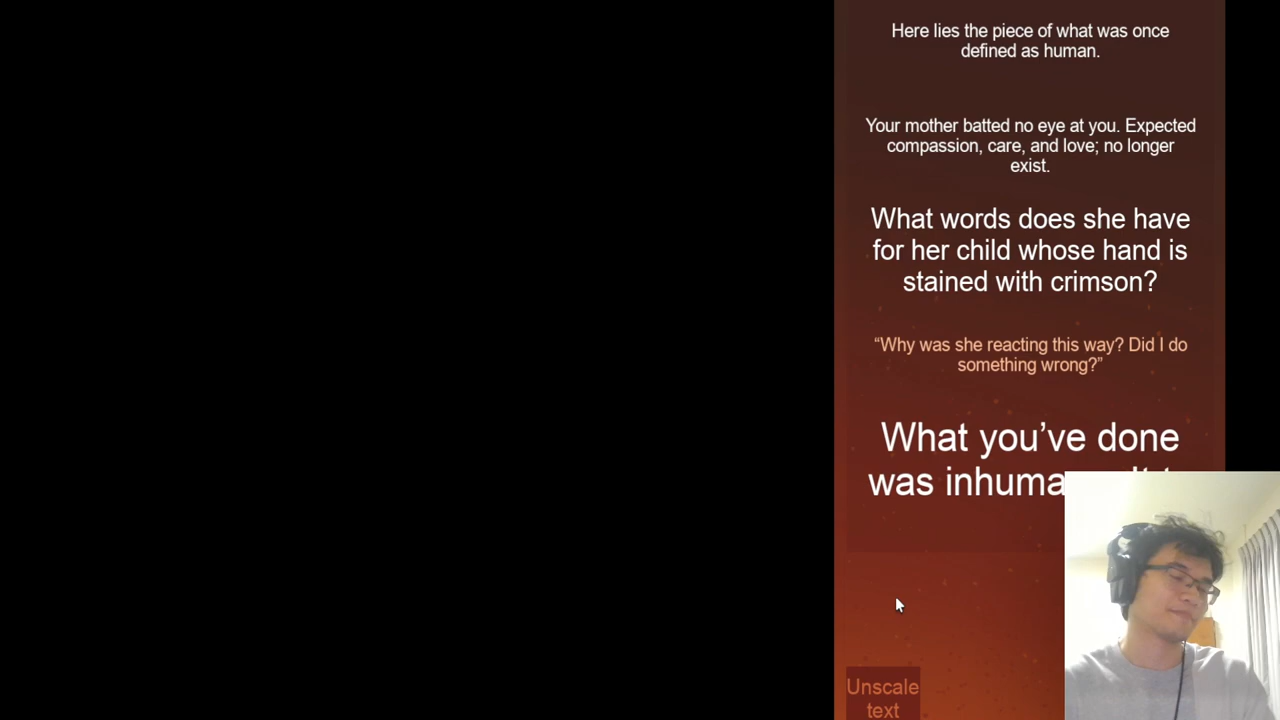 Here lies the piece of what was once
defined as human.
Your mother batted no eye at you. Expected
compassion, care, and love; no longer
exist.
What words does she have
for her child whose hand is
stained with crimson?
“Why was she reacting this way? Did I do
something wrong?”
What you’ve done
was
Unscale
text